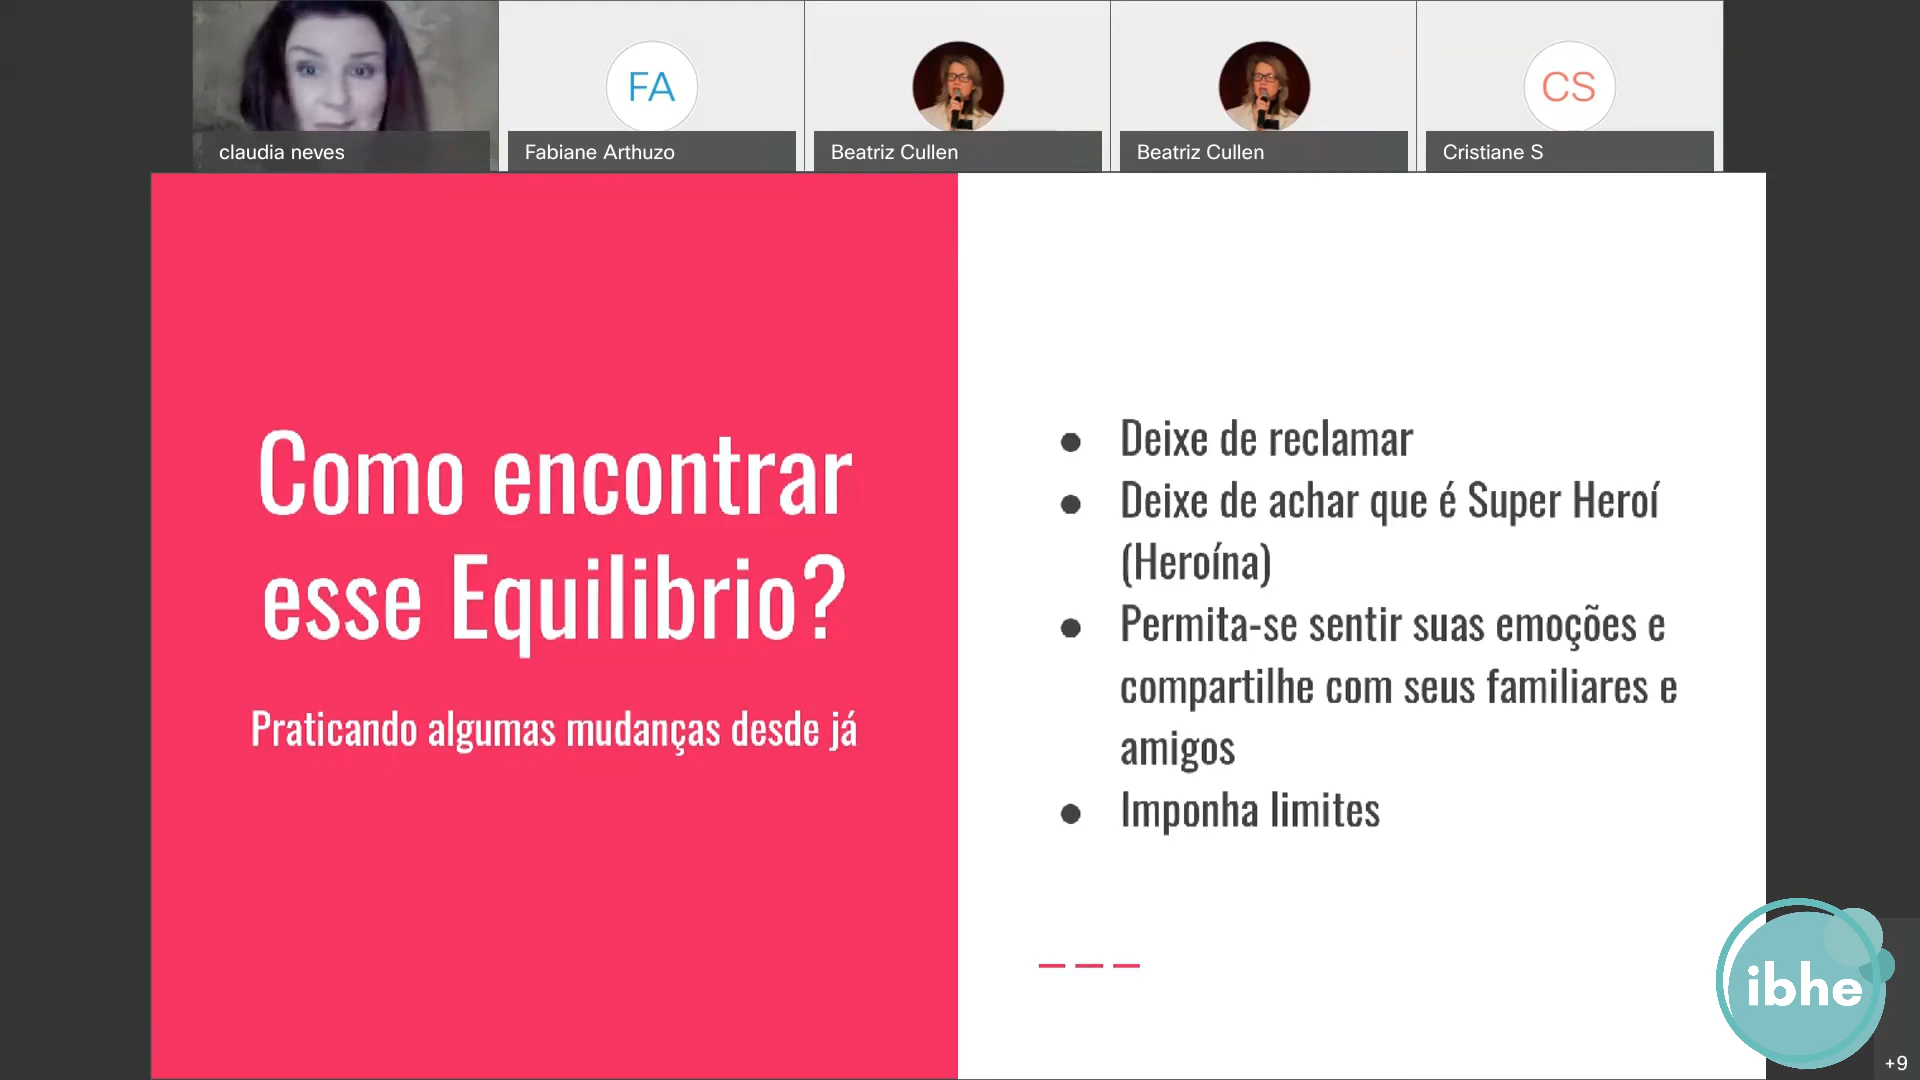 FA
CS
claudia neves
Fabiane Arthuzo
Beatriz Cullen
Beatriz Cullen
Cristiane S
Como encontrar
esse Equilibrio?
Praticando algumas mudanças desde já
● Deixe de reclamar
● Deixe de achar que é Super Heroí
(Heroína)
● Permita-se sentir suas emoções e
compartilhe com seus familiares e
amigos
● Imponha limites
ibhe
+9